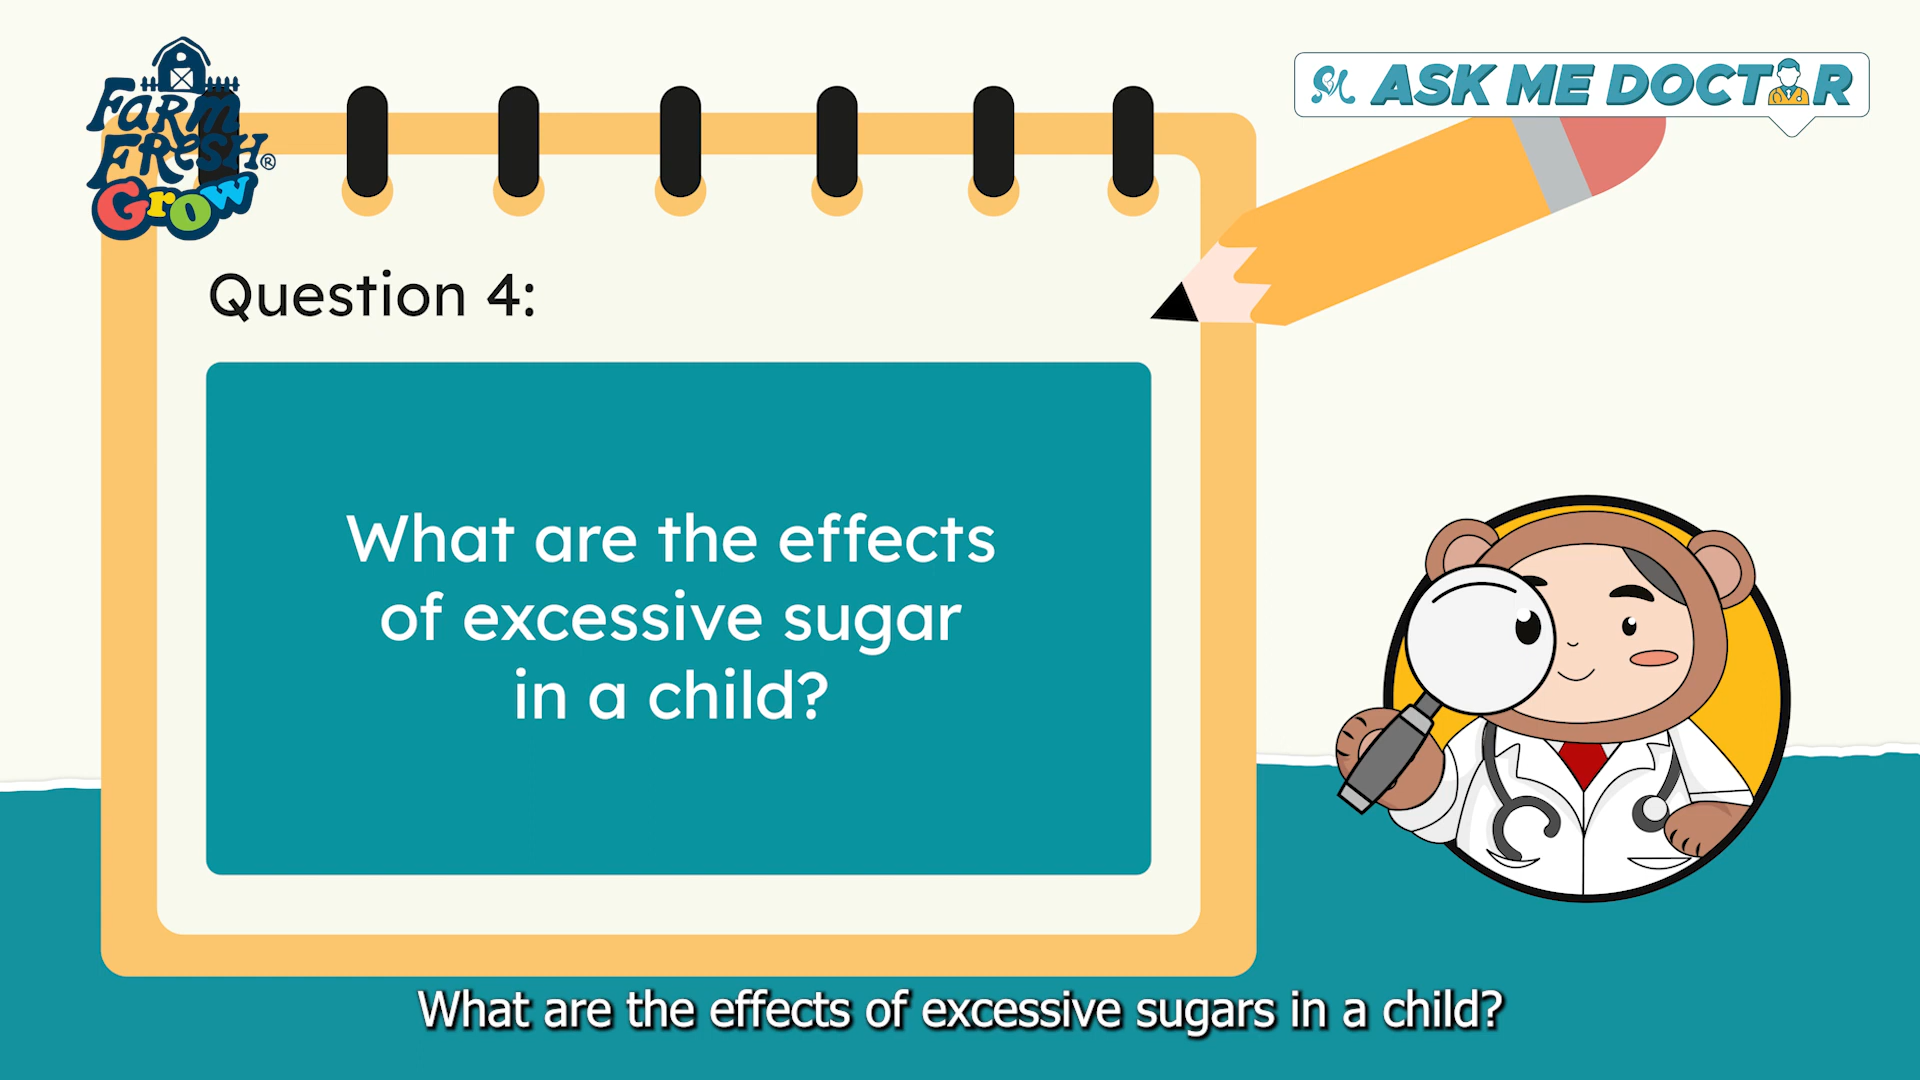 FARM
FRESH®
Grow
ASK ME DOCTOR
Question 4:
What are the effects
of excessive sugar
in a child?
What are the effects of excessive sugars in a child?